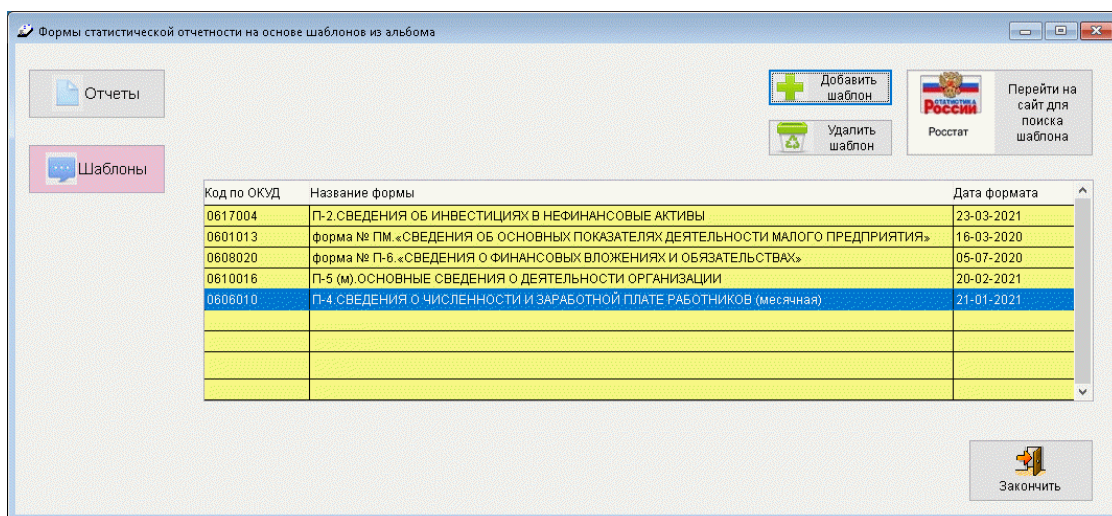 Формы статистической отчетности на основе шаблонов из альбома
Отчеты
Шаблоны
Добавить
шаблон
Удалить
шаблон
СТАТИСТИКА
России
Росстат
Перейти на
сайт для
поиска
шаблона
Код по ОКУД Название формы Дата формата
0617004 П-2.СВЕДЕНИЯ ОБ ИНВЕСТИЦИЯХ В НЕФИНАНСОВЫЕ АКТИВЫ 23-03-2021
0601013 форма № ПМ.«СВЕДЕНИЯ ОБ ОСНОВНЫХ ПОКАЗАТЕЛЯХ ДЕЯТЕЛЬНОСТИ МАЛОГО ПРЕДПРИЯТИЯ» 16-03-2020
0608020 форма № П-6.«СВЕДЕНИЯ О ФИНАНСОВЫХ ВЛОЖЕНИЯХ И ОБЯЗАТЕЛЬСТВАХ» 05-07-2020
0610016 П-5 (м).ОСНОВНЫЕ СВЕДЕНИЯ О ДЕЯТЕЛЬНОСТИ ОРГАНИЗАЦИИ 20-02-2021
0606010 П-4.СВЕДЕНИЯ О ЧИСЛЕННОСТИ И ЗАРАБОТНОЙ ПЛАТЕ РАБОТНИКОВ (месячная) 21-01-2021
Закончить